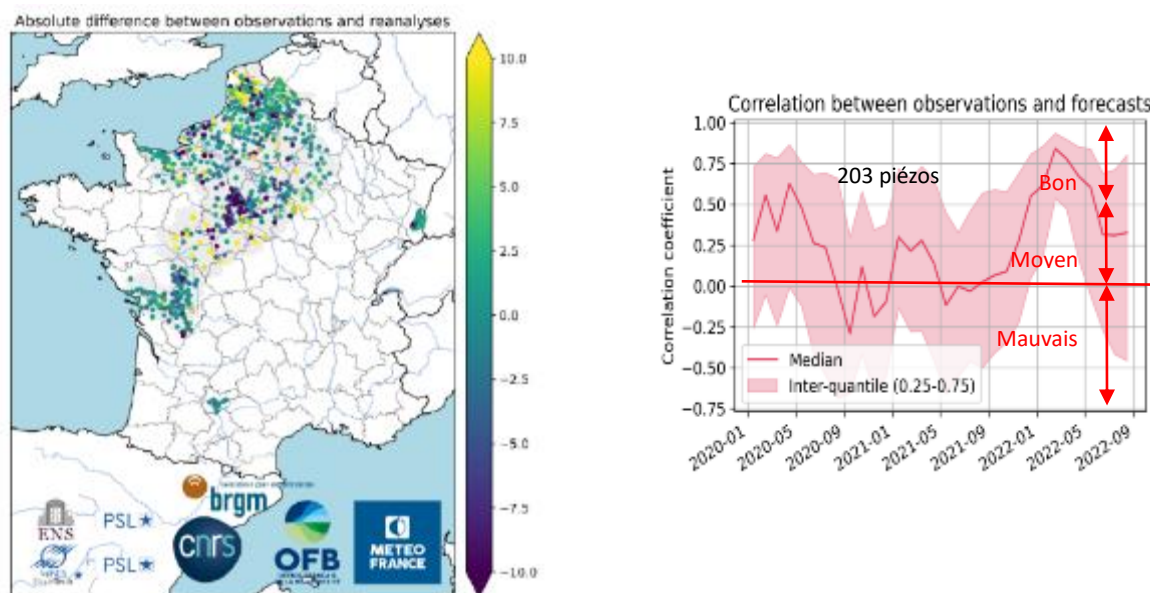 Absolute difference between observations and reanalyses
10.0
7.5
5.0
2.5
0.0
−2.5
−5.0
−7.5
−10.0
brgm
ENS
PSL
PSL
cnrs
OFB
METEO
FRANCE
Correlation between observations and forecasts
Correlation coefficient
1.00
0.75
0.50
0.25
0.00
−0.25
−0.50
−0.75
203 piézos
Bon
Moyen
Mauvais
Median
Inter-quantile (0.25-0.75)
2020-01
2020-05
2020-09
2021-01
2021-05
2021-09
2022-01
2022-05
2022-09